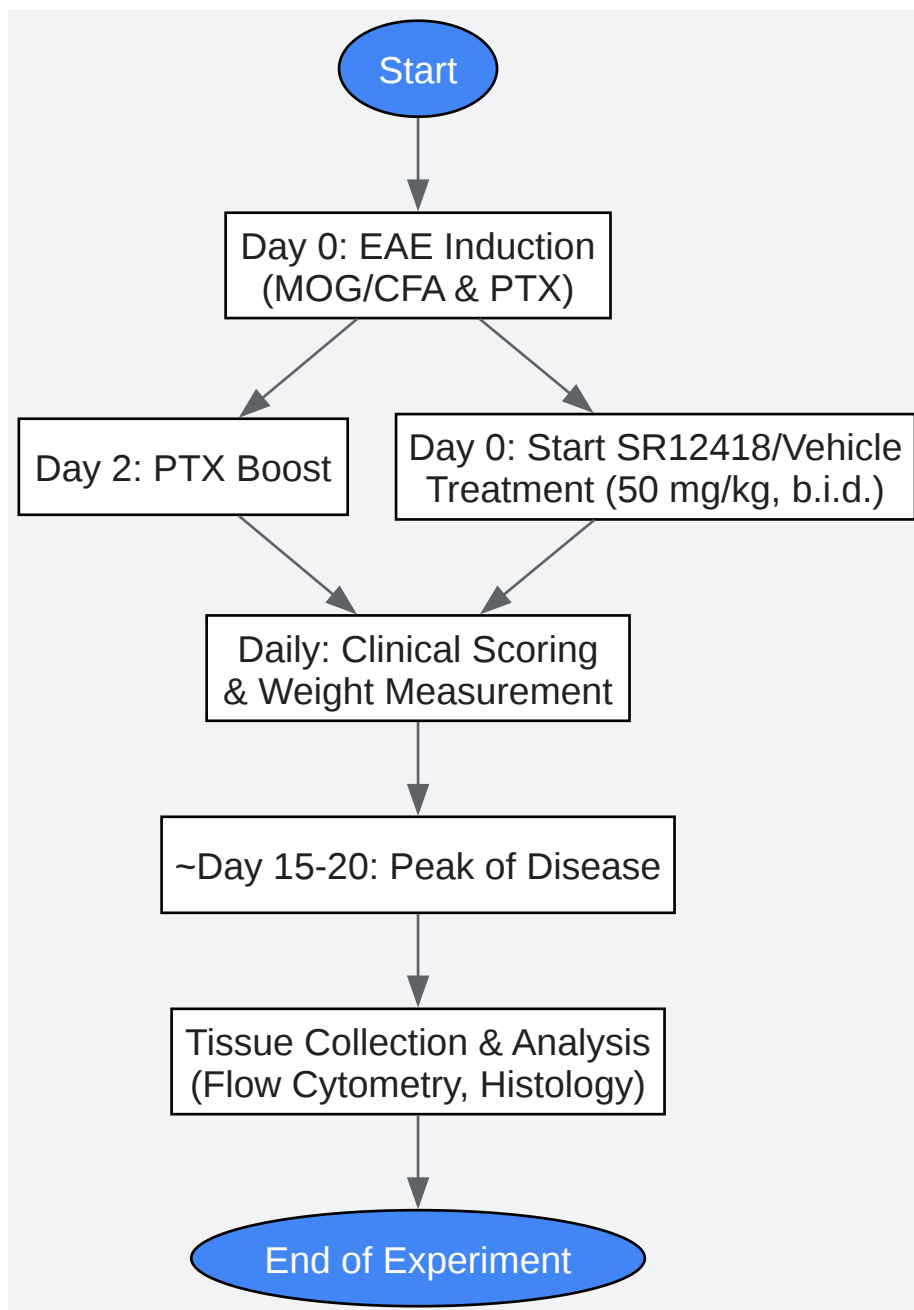 Start
Day 0: EAE Induction
(MOG/CFA & PTX)
Day 2: PTX Boost
Day 0: Start SR12418/Vehicle
Treatment (50 mg/kg, b.i.d.)
Daily: Clinical Scoring
& Weight Measurement
~Day 15-20: Peak of Disease
Tissue Collection & Analysis
(Flow Cytometry, Histology)
End of Experiment